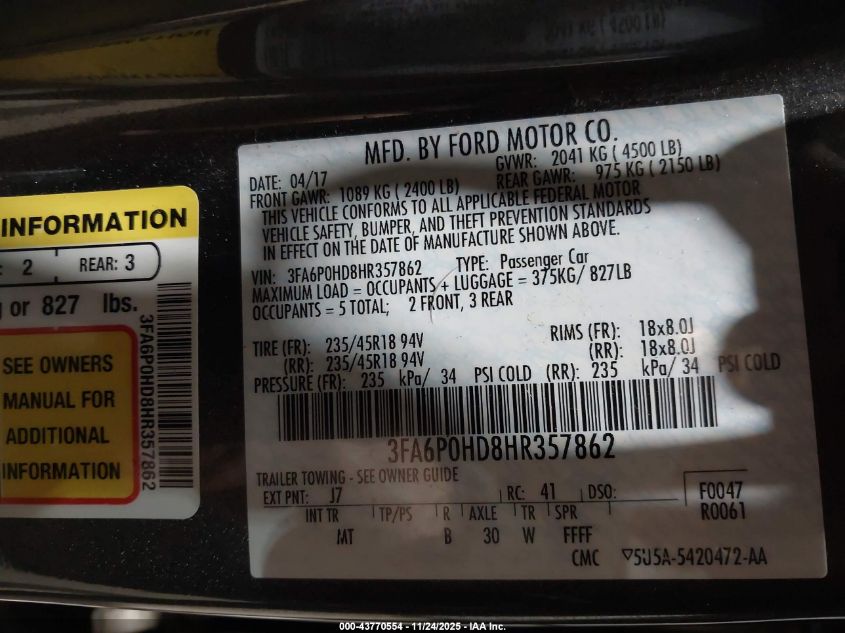 INFORMATION
: 2 REAR: 3
g or 827 lbs.
SEE OWNERS
MANUAL FOR
ADDITIONAL
INFORMATION
3FA6P0HD8HR357862
MFD. BY FORD MOTOR CO.
DATE: 04/17 GVWR: 2041 KG ( 4500 LB)
FRONT GAWR: 1089 KG ( 2400 LB) REAR GAWR: 975 KG ( 2150 LB)
THIS VEHICLE CONFORMS TO ALL APPLICABLE FEDERAL MOTOR
VEHICLE SAFETY, BUMPER, AND THEFT PREVENTION STANDARDS
IN EFFECT ON THE DATE OF MANUFACTURE SHOWN ABOVE.
VIN: 3FA6P0HD8HR357862 TYPE: Passenger Car
MAXIMUM LOAD = OCCUPANTS + LUGGAGE = 375KG/ 827LB
OCCUPANTS = 5 TOTAL; 2 FRONT, 3 REAR
TIRE (FR): 235/45R18 94V RIMS (FR): 18x8.0J
(RR): 235/45R18 94V (RR): 18x8.0J
PRESSURE (FR): 235 kPa/ 34 PSI COLD (RR): 235 kPa/ 34 PSI COLD
3FA6P0HD8HR357862
TRAILER TOWING - SEE OWNER GUIDE
EXT PNT: J7 RC: 41 DSO: F0047
INT TR TP/PS R AXLE TR SPR R0061
MT B 30 W FFFF
CMC ▽5U5A-5420472-AA
000-43770554 - 11/24/2025 - IAA Inc.